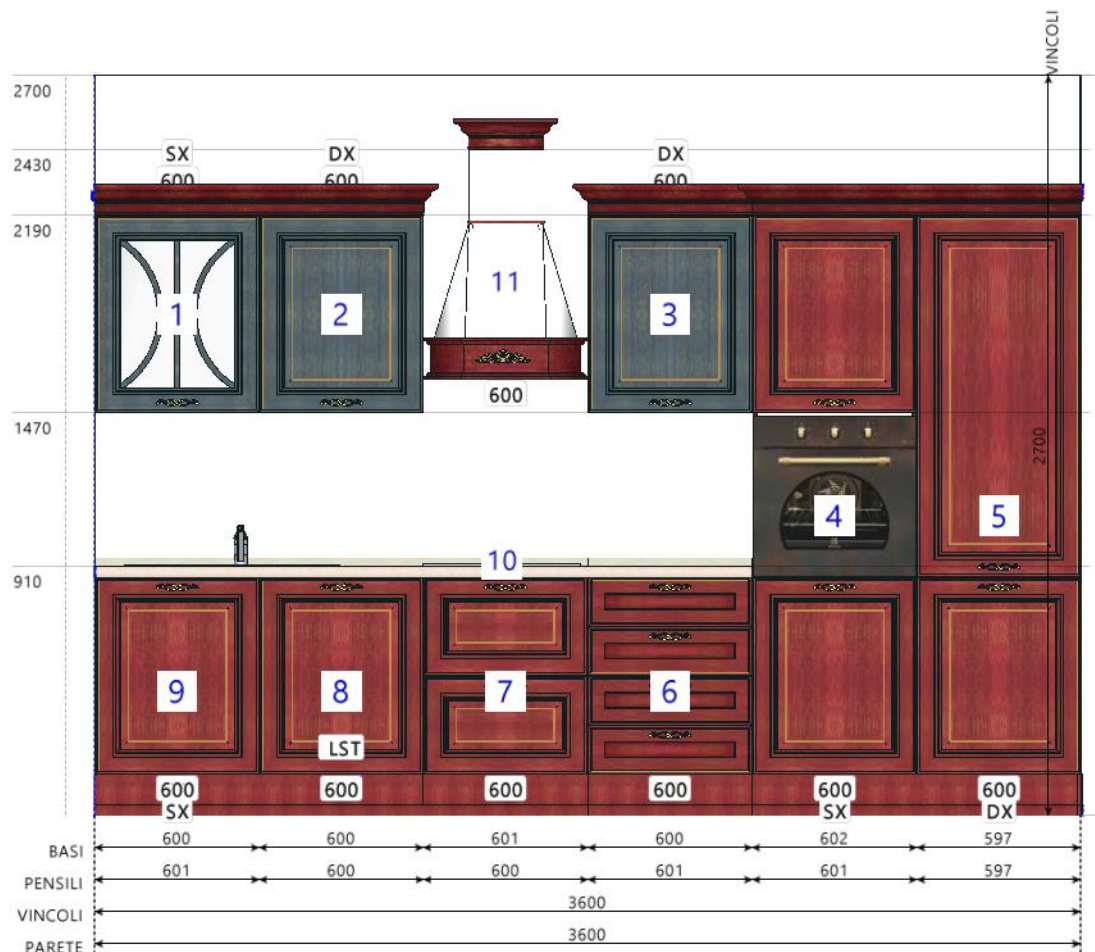 VINCOLI
2700
2430
SX DX DX
600 600 600
2190
11
1 2 3
600
1470
2700
4 5
10
910
9 8 7 6
LST
600 600 600 600 600 600
SX SX DX
BASI 600 600 601 600 602 597
PENSILI 601 600 600 601 601 597
VINCOLI 3600
PARETE 3600